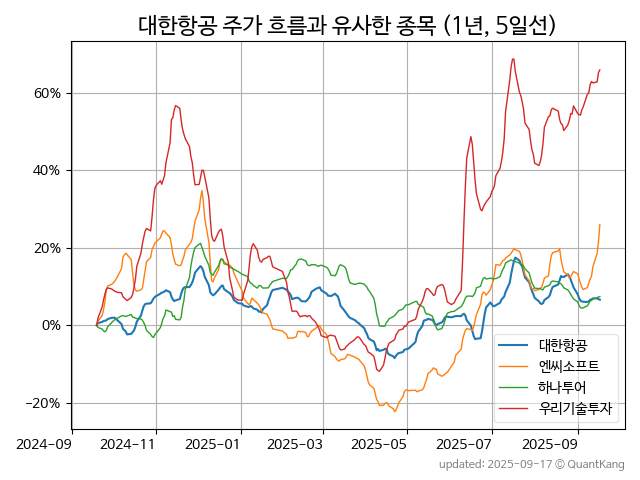 대한항공 주가 흐름과 유사한 종목 (1년, 5일선)
60%
40%
20%
0%
−20%
대한항공
엔씨소프트
하나투어
우리기술투자
2024-09
2024-11
2025-01
2025-03
2025-05
2025-07
2025-09
updated: 2025-09-17 © QuantKang